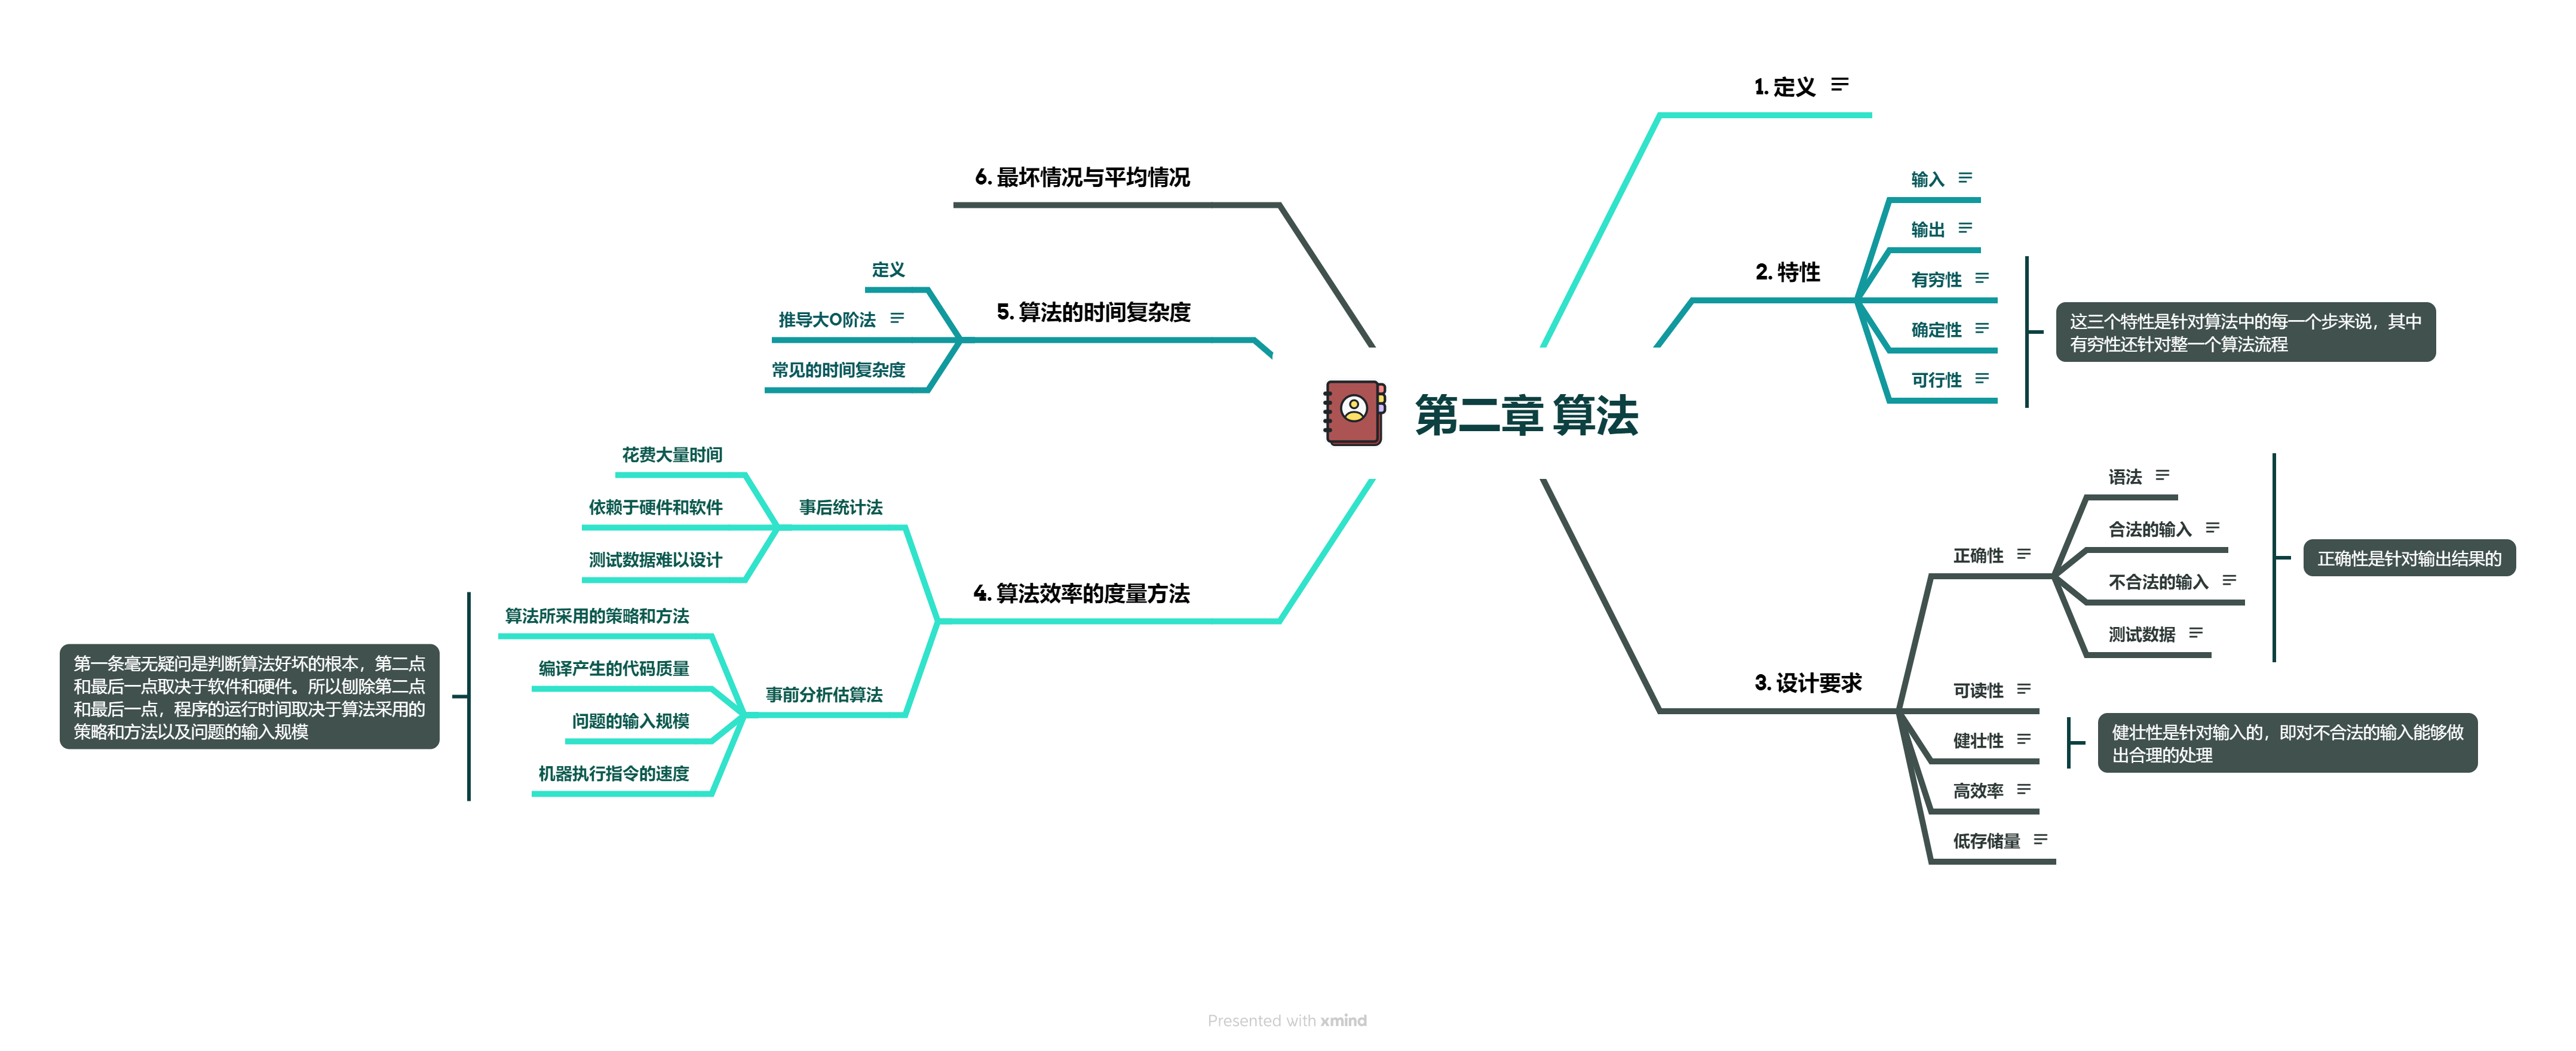 第二章 算法
1. 定义
2. 特性
输入
输出
有穷性
确定性
可行性
这三个特性是针对算法中的每一个步来说，其中
有穷性还针对整一个算法流程
3. 设计要求
正确性
语法
合法的输入
不合法的输入
测试数据
正确性是针对输出结果的
可读性
健壮性
健壮性是针对输入的，即对不合法的输入能够做
出合理的处理
高效率
低存储量
4. 算法效率的度量方法
事后统计法
花费大量时间
依赖于硬件和软件
测试数据难以设计
事前分析估算法
算法所采用的策略和方法
编译产生的代码质量
问题的输入规模
机器执行指令的速度
第一条毫无疑问是判断算法好坏的根本，第二点
和最后一点取决于软件和硬件。所以刨除第二点
和最后一点，程序的运行时间取决于算法采用的
策略和方法以及问题的输入规模
5. 算法的时间复杂度
定义
推导大O阶法
常见的时间复杂度
6. 最坏情况与平均情况
Presented with xmind